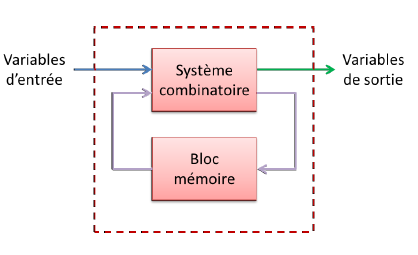 Variables
d'entrée
Système
combinatoire
Variables
de sortie
Bloc
mémoire